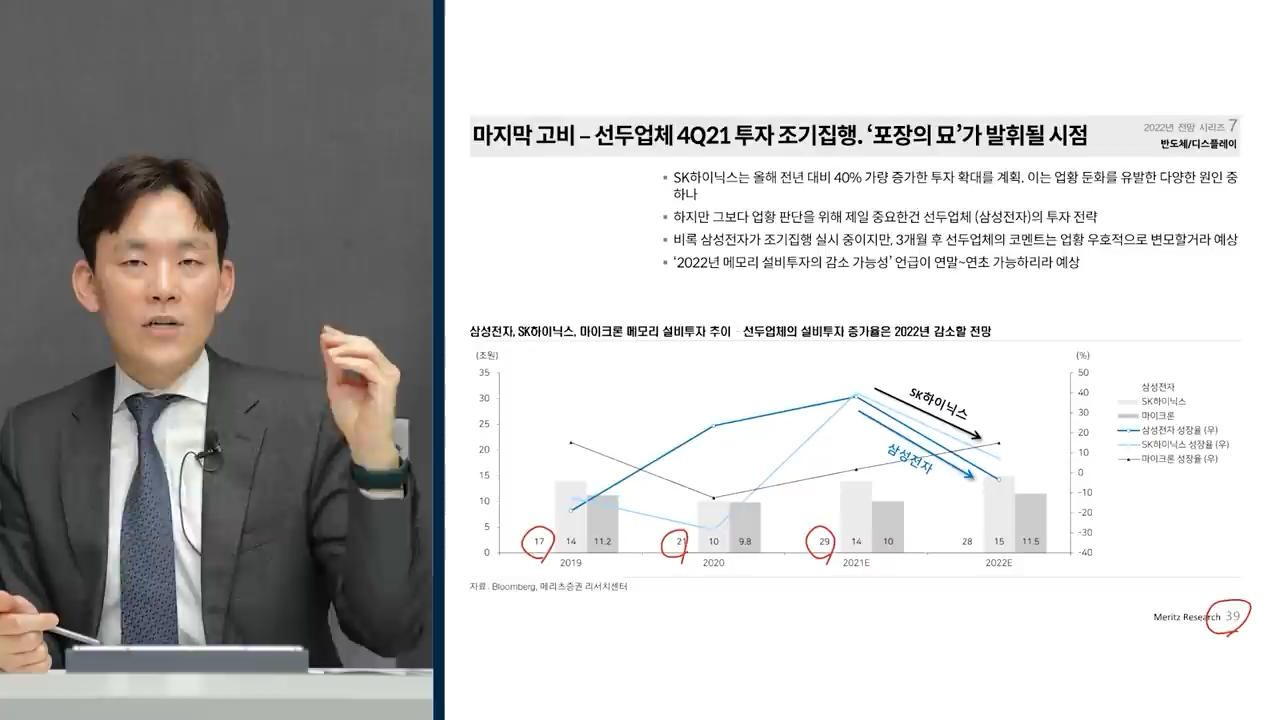 마지막 고비 – 선두업체 4Q21 투자 조기집행. ‘포장의 묘’가 발휘될 시점
2022년 전망 시리즈 7
반도체/디스플레이
▪ SK하이닉스는 올해 전년 대비 40% 가량 증가한 투자 확대를 계획. 이는 업황 둔화를 유발한 다양한 원인 중
하나
▪ 하지만 그보다 업황 판단을 위해 제일 중요한건 선두업체 (삼성전자)의 투자 전략
▪ 비록 삼성전자가 조기집행 실시 중이지만, 3개월 후 선두업체의 코멘트는 업황 우호적으로 변모할거라 예상
▪ ‘2022년 메모리 설비투자의 감소 가능성’ 언급이 연말~연초 가능하리라 예상
삼성전자, SK하이닉스, 마이크론 메모리 설비투자 추이 – 선두업체의 설비투자 증가율은 2022년 감소할 전망
(조원)
35
30
25
20
15
10
5
0
(%)
50
40
30
20
10
0
-10
-20
-30
-40
SK하이닉스
삼성전자
17 14 11.2
21 10 9.8
29 14 10
28 15 11.5
2019 2020 2021E 2022E
삼성전자
SK하이닉스
마이크론
삼성전자 성장율 (우)
SK하이닉스 성장율 (우)
마이크론 성장율 (우)
자료: Bloomberg, 메리츠증권 리서치센터
Meritz Research 39